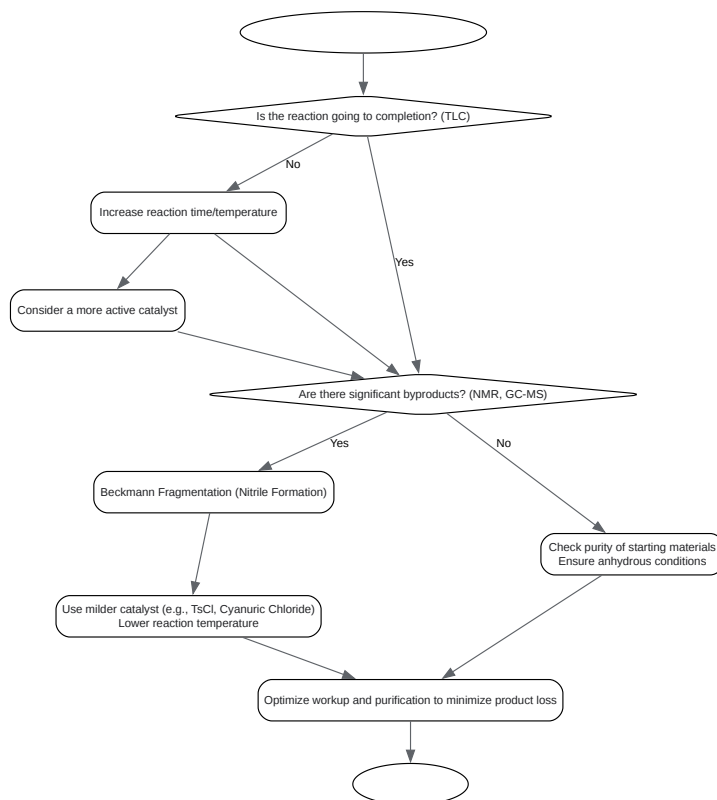 Is the reaction going to completion? (TLC)
No
Increase reaction time/temperature
Yes
Consider a more active catalyst
Are there significant byproducts? (NMR, GC-MS)
Yes
No
Beckmann Fragmentation (Nitrile Formation)
Check purity of starting materials
Ensure anhydrous conditions
Use milder catalyst (e.g., TsCl, Cyanuric Chloride)
Lower reaction temperature
Optimize workup and purification to minimize product loss